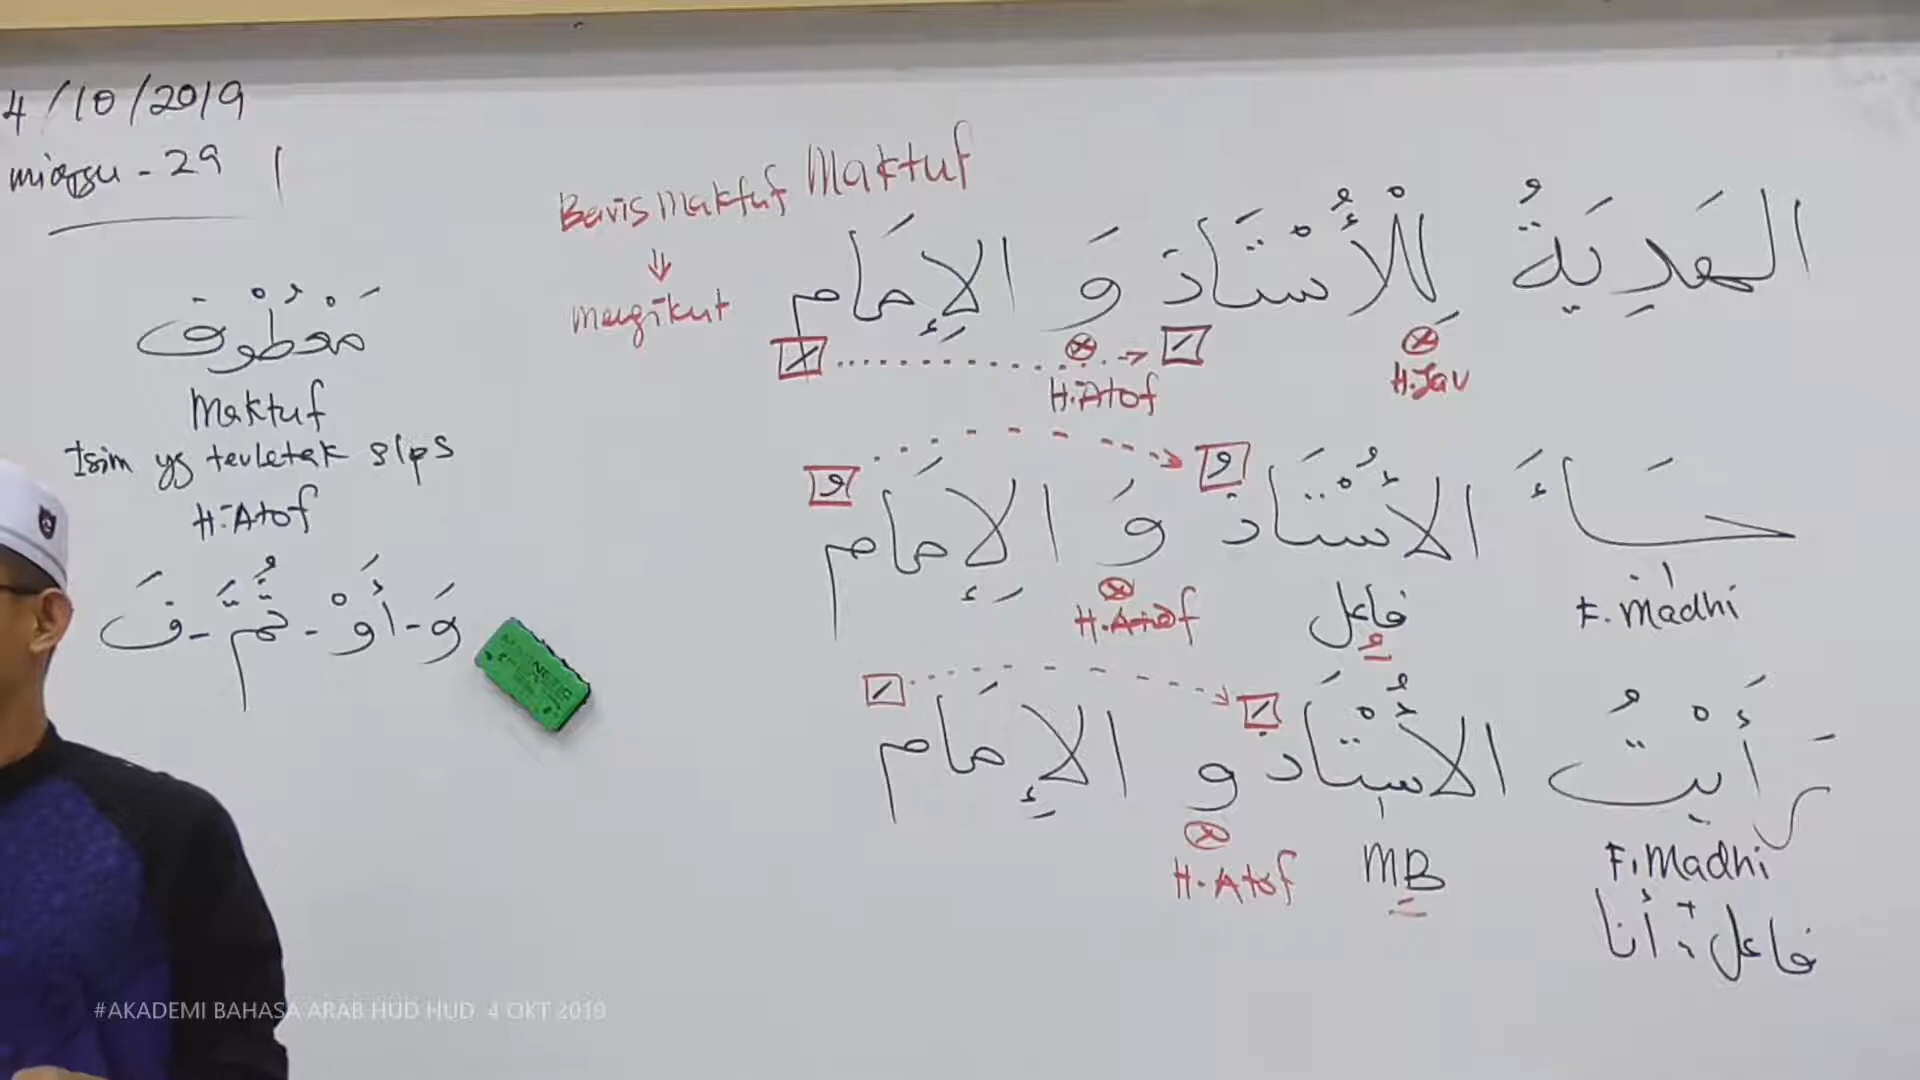 4/10/2019
minggu - 29
مَعْطُوْف
Maktuf
Isim yg terletak slps
H.Atof
وَ - أَوْ - ثُمَّ - فَ
Baris Maktuf Maktuf
⇓
mengikut
الهَدِيَةُ لِلْأُسْتَاذ وَ الإِمَام
H.Atof H.Jar
جَاءَ الأُسْتَاذ وَ الإِمَام
H.Atof فاعل F.Madhi
رَأَيْتُ الأُسْتَاذ و الإِمَام
H.Atof MB F.Madhi
+ فاعل: أنا
#AKADEMI BAHASA ARAB HUD HUD 4 OKT 2019